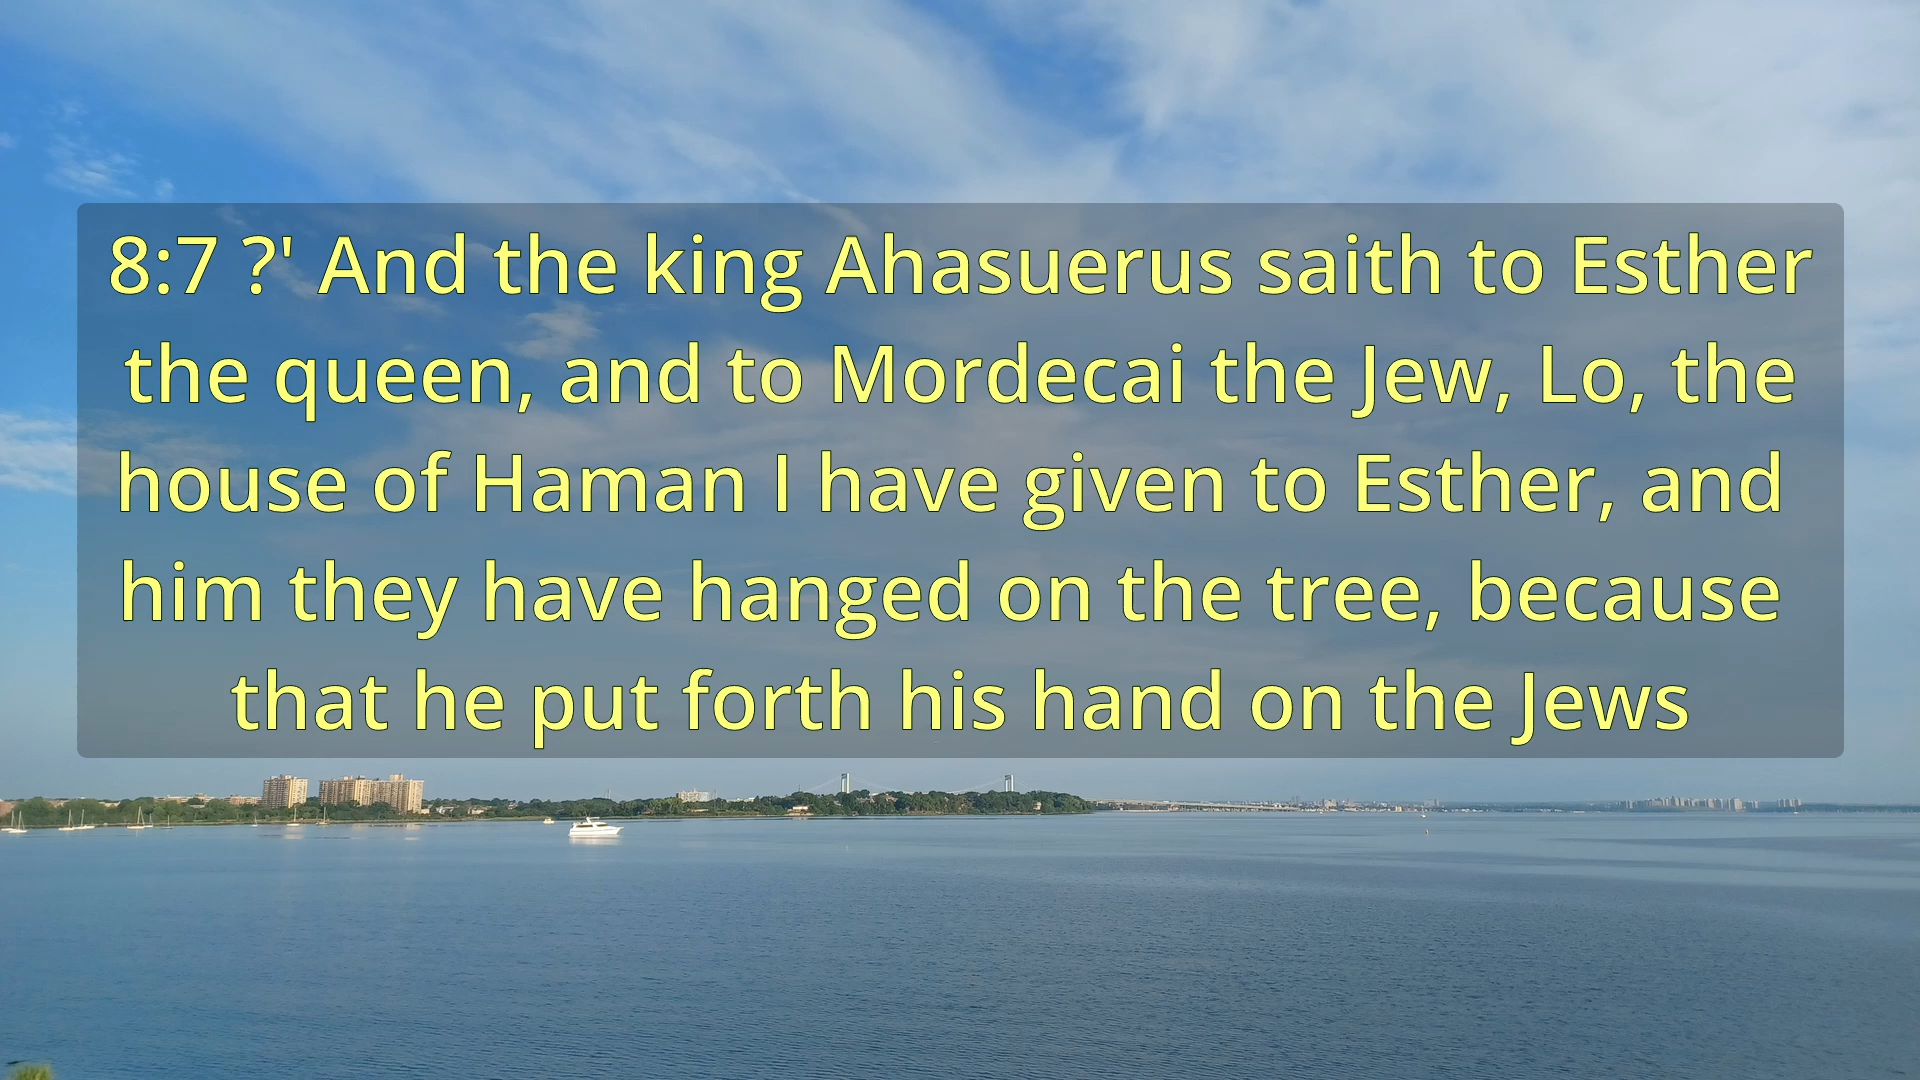 8:7 ?' And the king Ahasuerus saith to Esther
the queen, and to Mordecai the Jew, Lo, the
house of Haman I have given to Esther, and
him they have hanged on the tree, because
that he put forth his hand on the Jews